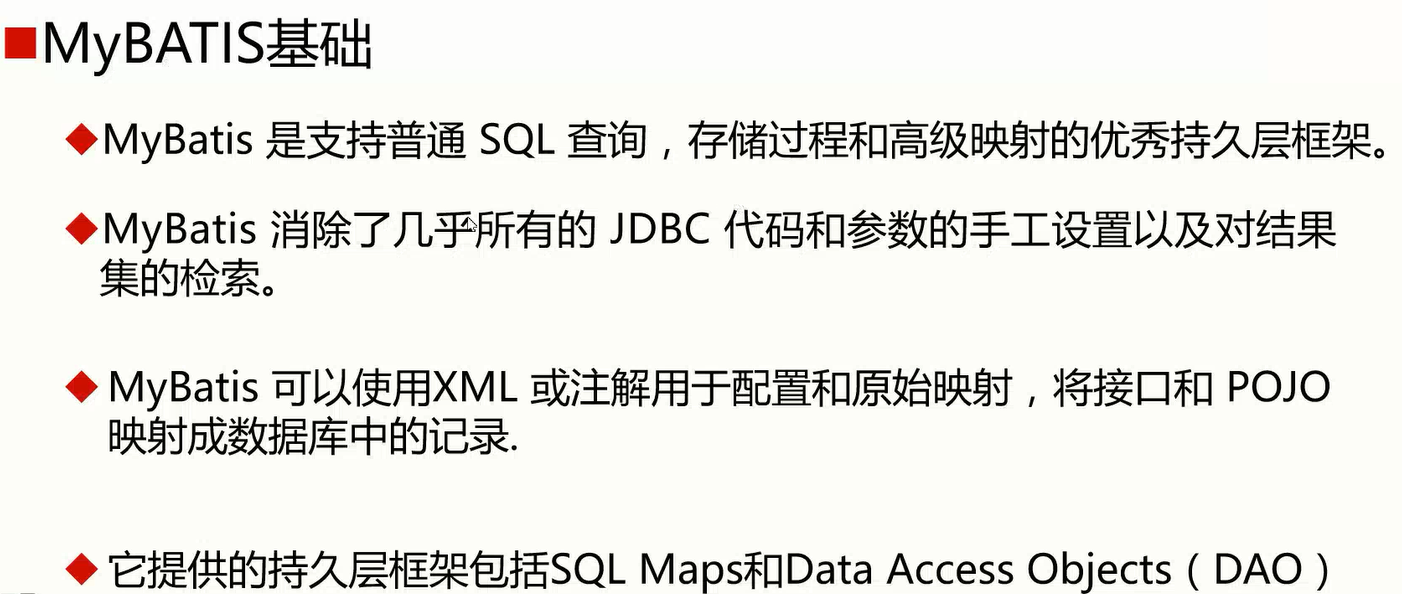 MyBATIS基础
MyBatis 是支持普通 SQL 查询，存储过程和高级映射的优秀持久层框架。
MyBatis 消除了几乎所有的 JDBC 代码和参数的手工设置以及对结果
集的检索。
MyBatis 可以使用XML 或注解用于配置和原始映射，将接口和 POJO
映射成数据库中的记录.
它提供的持久层框架包括SQL Maps和Data Access Objects（DAO）